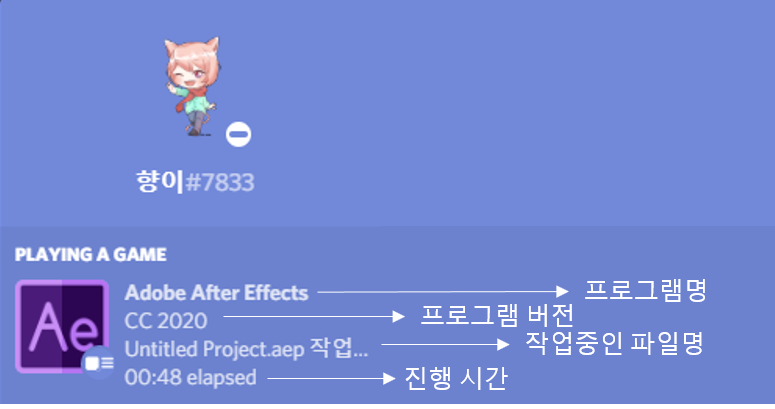 향이#7833
PLAYING A GAME
Ae
Adobe After Effects 프로그램명
CC 2020 프로그램 버전
Untitled Project.aep 작업... 작업중인 파일명
00:48 elapsed 진행 시간